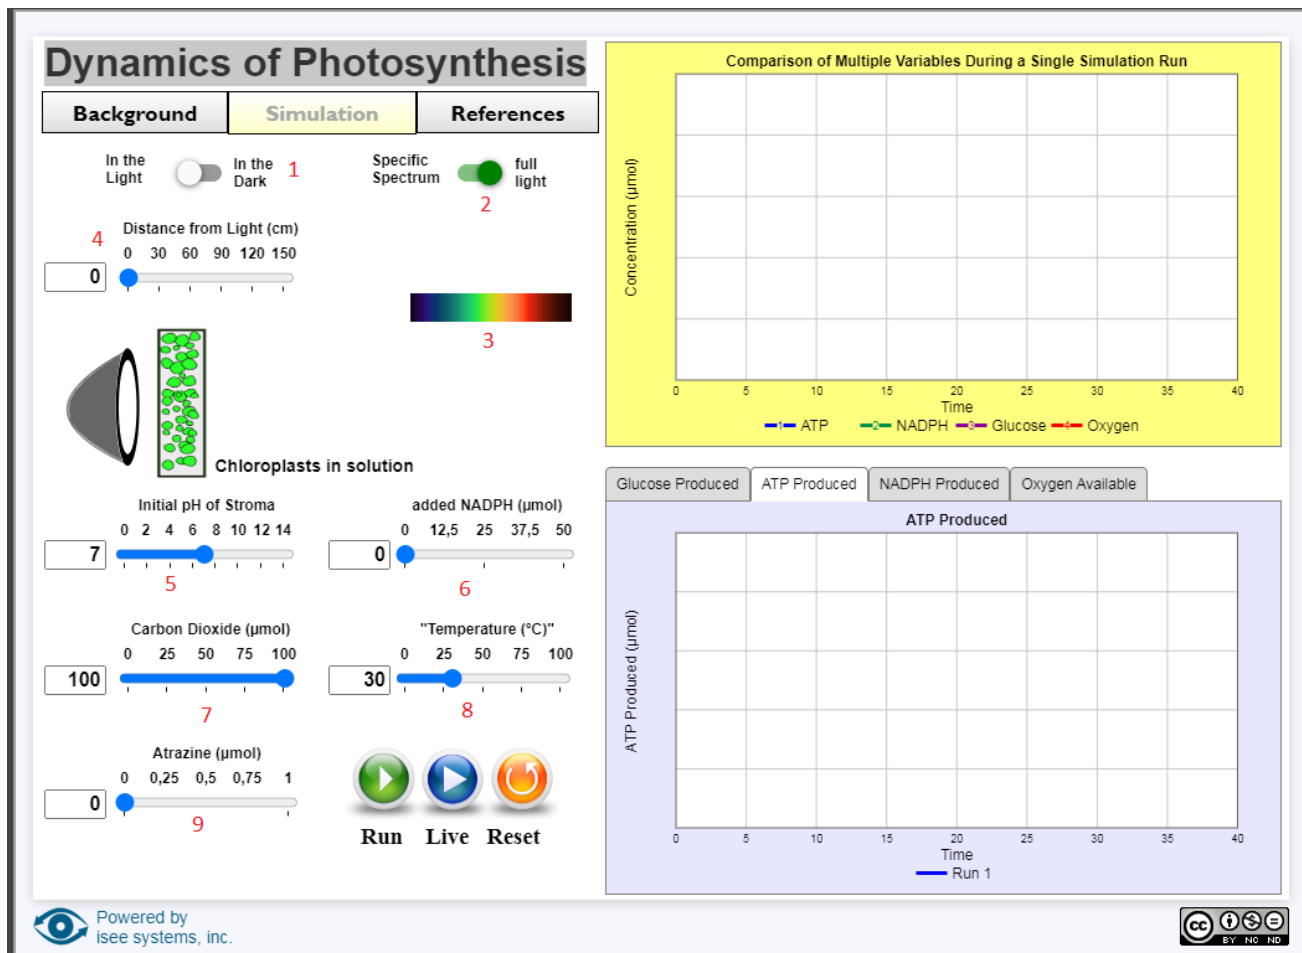 Dynamics of Photosynthesis
Background
Simulation
References
In the
Light
In the
Dark
1
Specific
Spectrum
full
light
2
4
Distance from Light (cm)
0 30 60 90 120 150
0
3
Chloroplasts in solution
Initial pH of Stroma
0 2 4 6 8 10 12 14
7
5
added NADPH (µmol)
0 12,5 25 37,5 50
0
6
Carbon Dioxide (µmol)
0 25 50 75 100
100
7
"Temperature (°C)"
0 25 50 75 100
30
8
Atrazine (µmol)
0 0,25 0,5 0,75 1
0
9
Run Live Reset
Comparison of Multiple Variables During a Single Simulation Run
Concentration (µmol)
0 5 10 15 20 25 30 35 40
Time
1 ATP 2 NADPH 3 Glucose 4 Oxygen
Glucose Produced
ATP Produced
NADPH Produced
Oxygen Available
ATP Produced
ATP Produced (µmol)
0 5 10 15 20 25 30 35 40
Time
Run 1
Powered by
isee systems, inc.
cc
BY NC ND